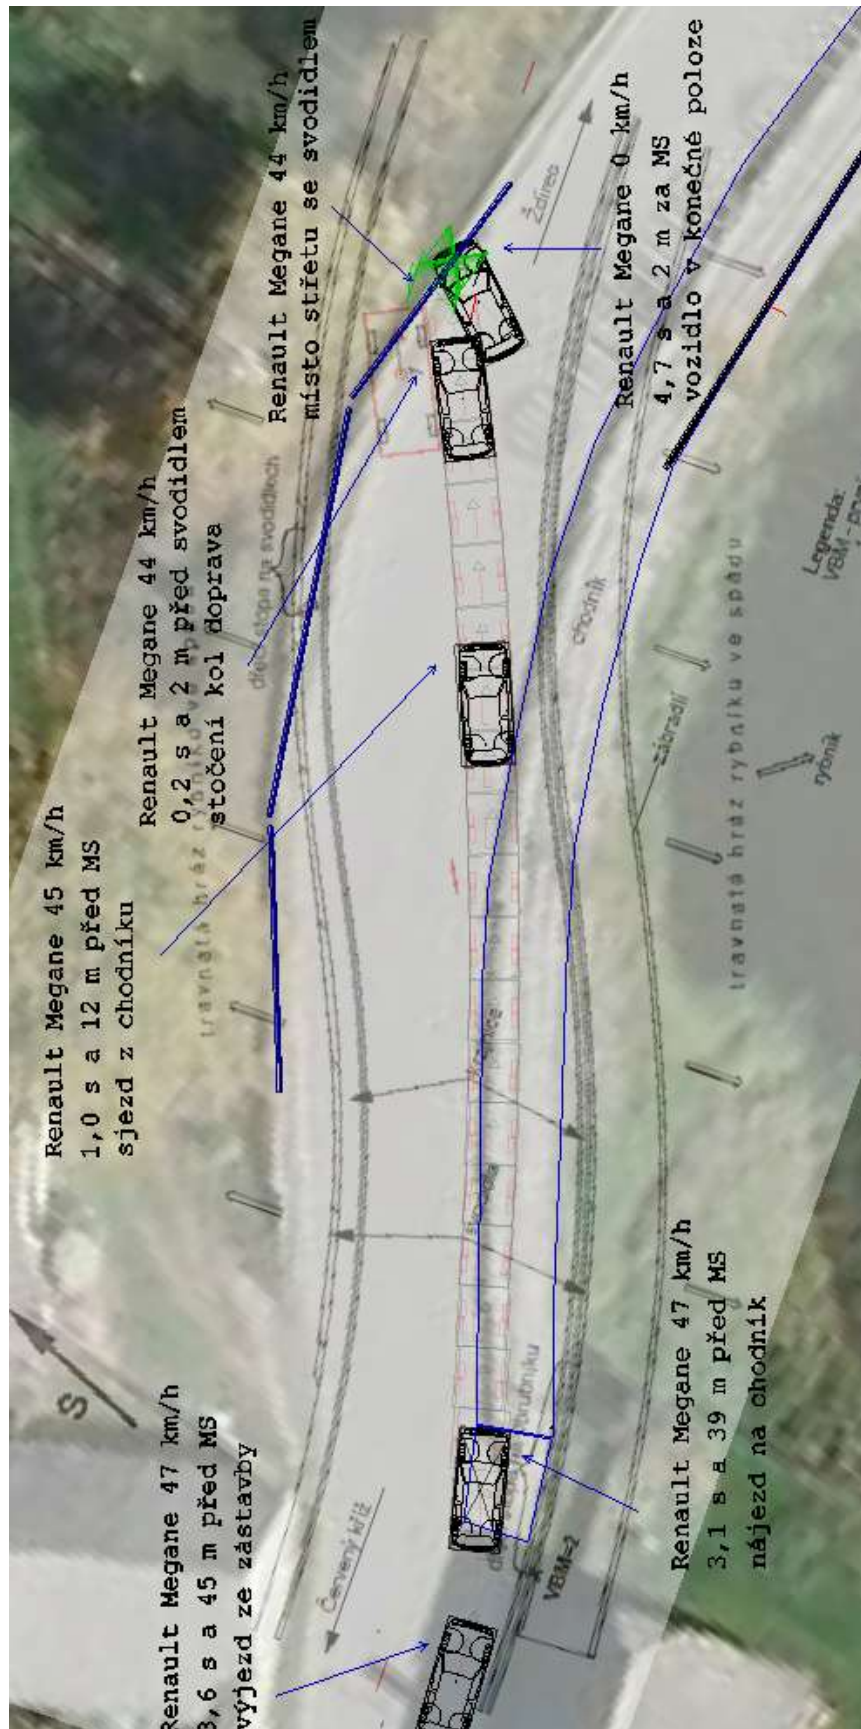 Renault Megane 44 km/h
místo střetu se svodidlem
Renault Megane 0 km/h
4,7 s a 2 m za MS
vozidlo v konečné poloze
Ždírec
Renault Megane 44 km/h
0,2 s a 2 m před svodidlem
stočení kol doprava
stopa na svodidlech
chodník
Legenda:
zábradlí
rybník
travnatá hráz rybníku ve spádu
Renault Megane 45 km/h
1,0 s a 12 m před MS
sjezd z chodníku
travnatá hráz
S
Renault Megane 47 km/h
3,1 s a 39 m před MS
nájezd na chodník
obrubníku
VBM=2
Červený kříž
Renault Megane 47 km/h
3,6 s a 45 m před MS
výjezd ze zástavby